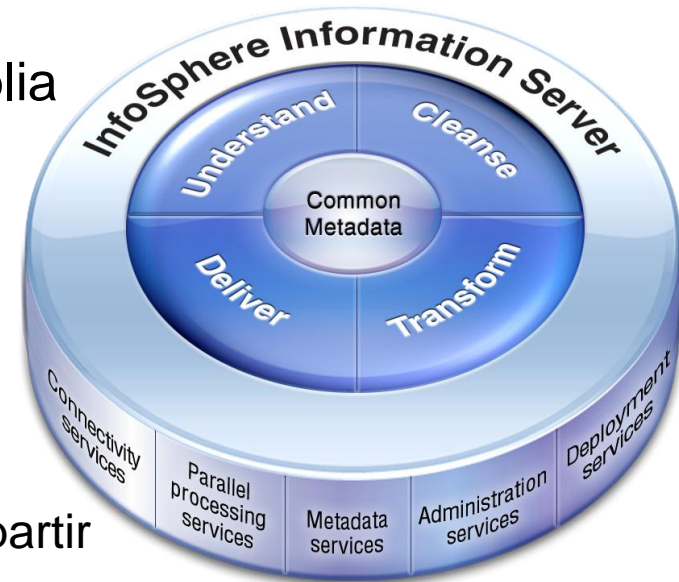 lia
InfoSphere Information Server
Understand
Cleanse
Common
Metadata
Deliver
Transform
Connectivity
services
Parallel
processing
services
Metadata
services
Administration
services
Deployment
services
partir